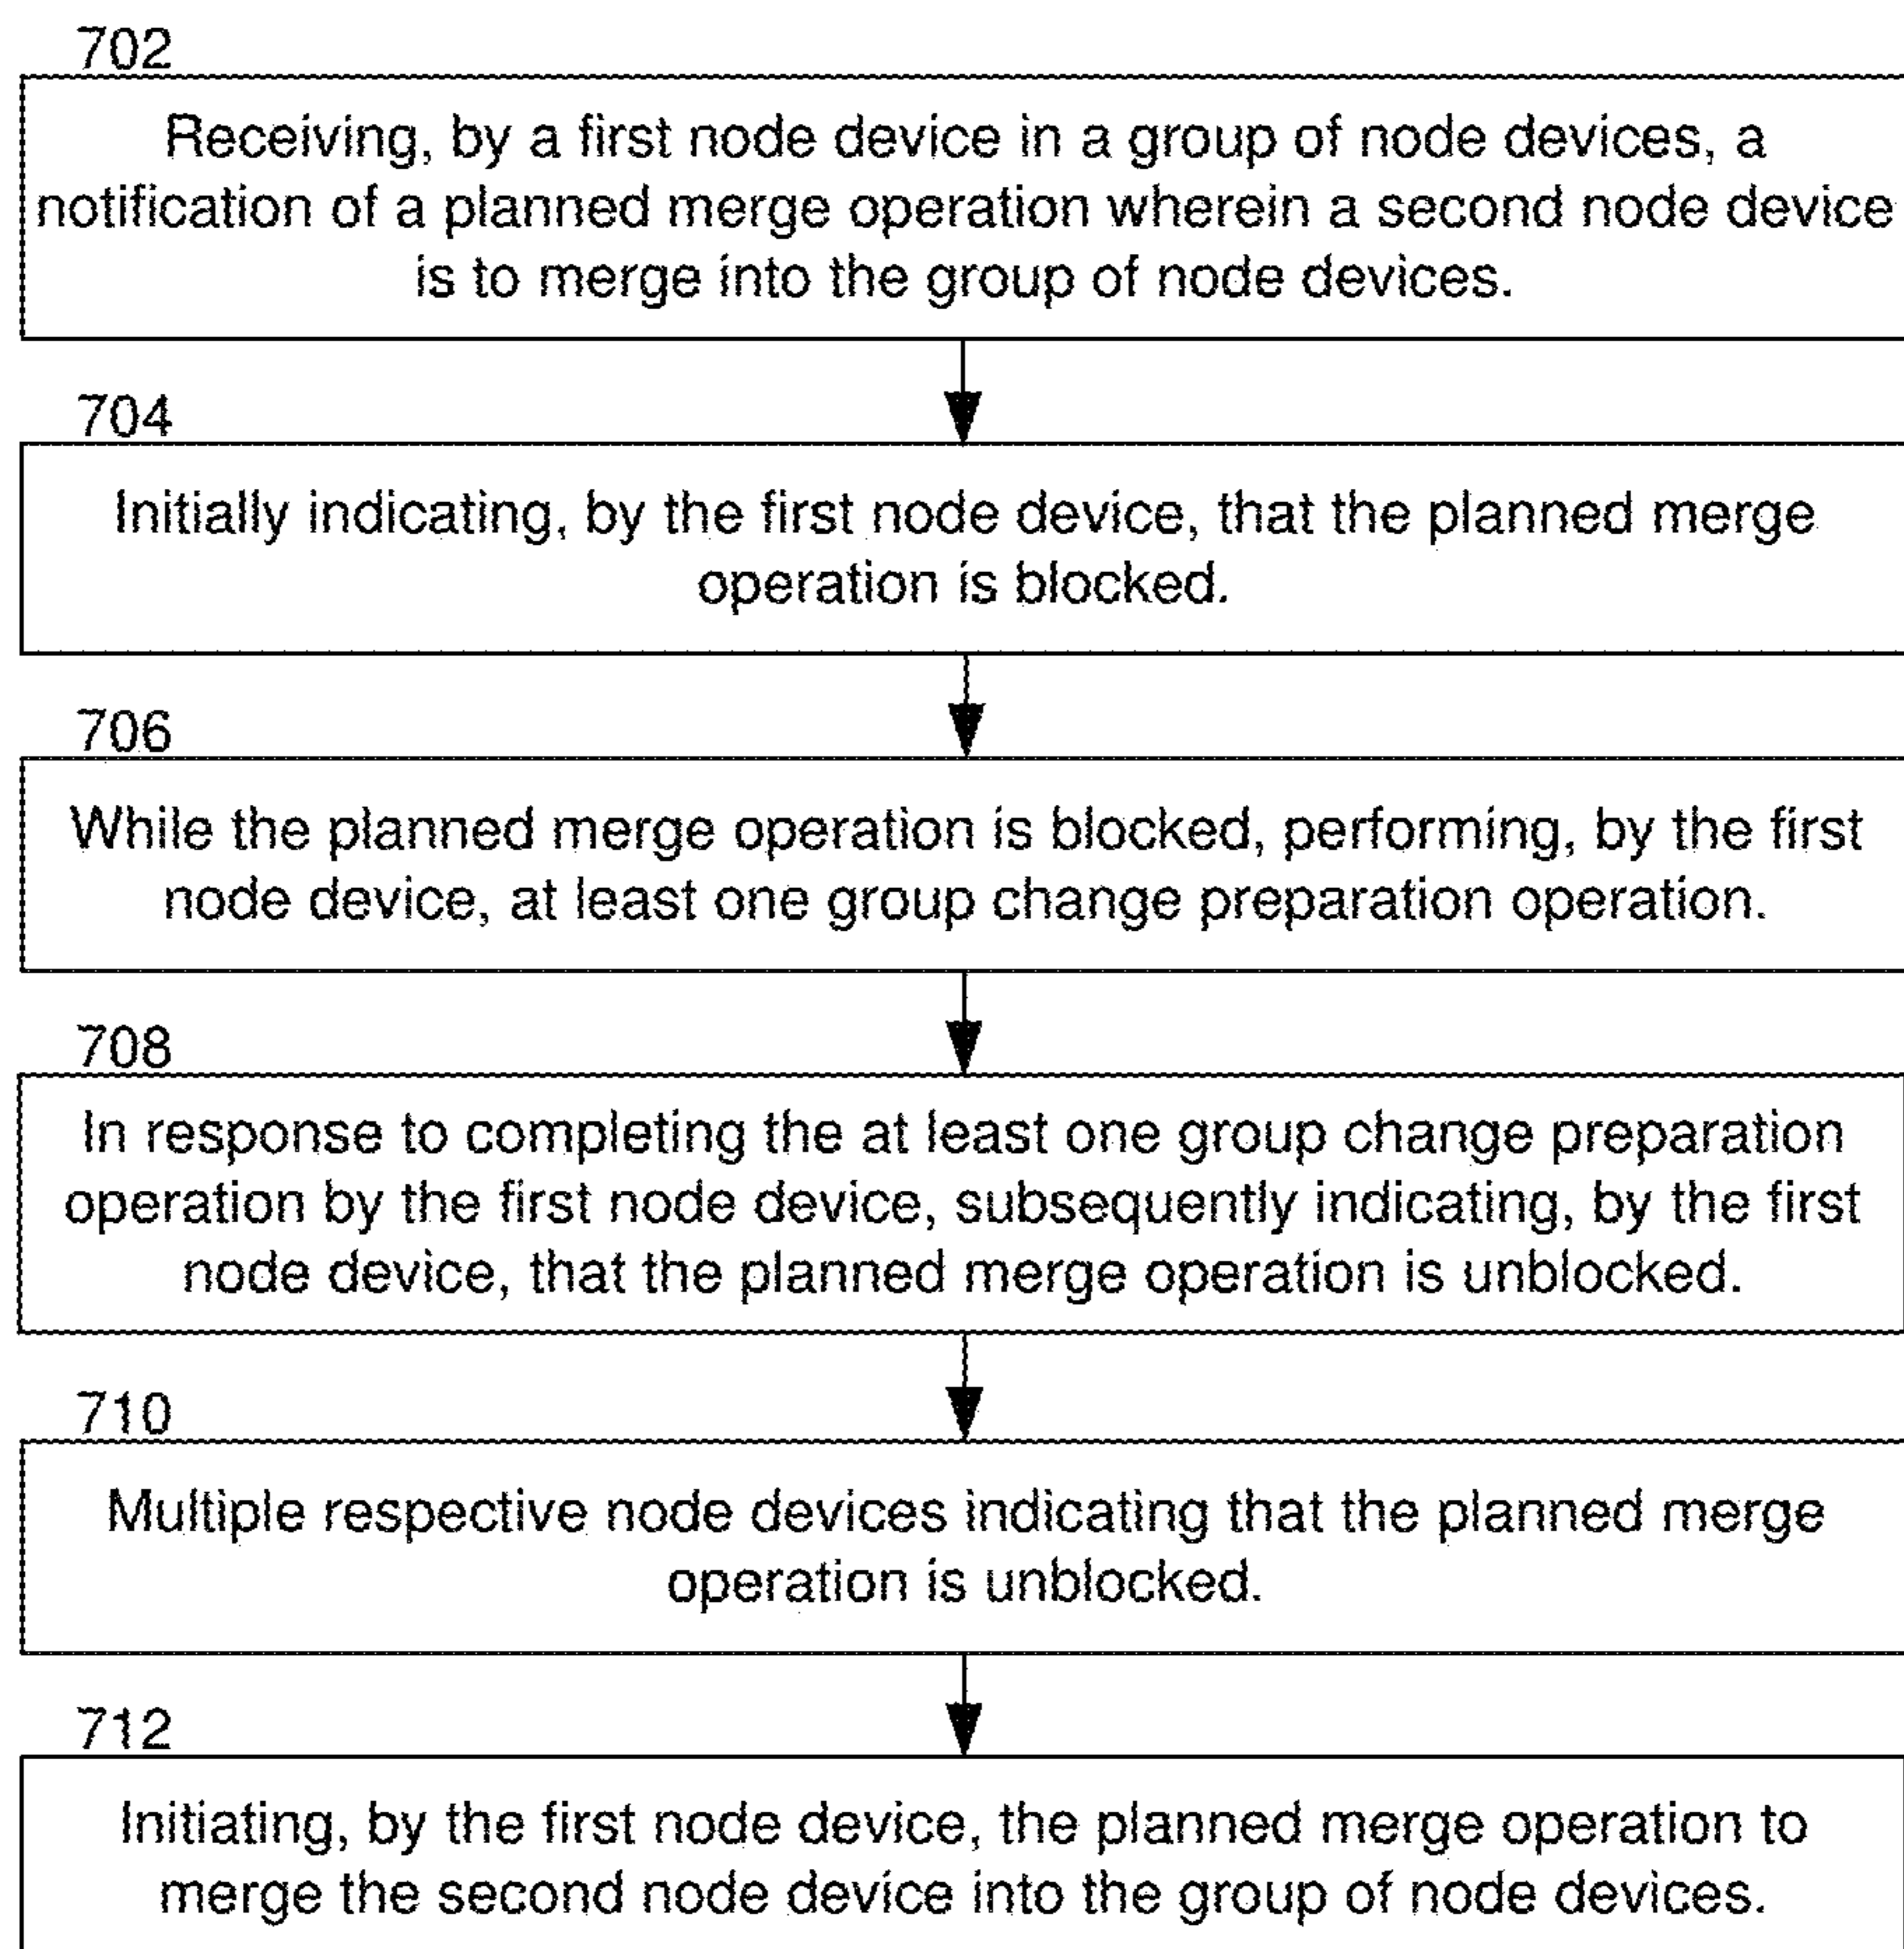 702
Receiving, by a first node device in a group of node devices, a
notification of a planned merge operation wherein a second node device
is to merge into the group of node devices.
704
Initially indicating, by the first node device, that the planned merge
operation is blocked.
706
While the planned merge operation is blocked, performing, by the first
node device, at least one group change preparation operation.
708
In response to completing the at least one group change preparation
operation by the first node device, subsequently indicating, by the first
node device, that the planned merge operation is unblocked.
710
Multiple respective node devices indicating that the planned merge
operation is unblocked.
712
Initiating, by the first node device, the planned merge operation to
merge the second node device into the group of node devices.